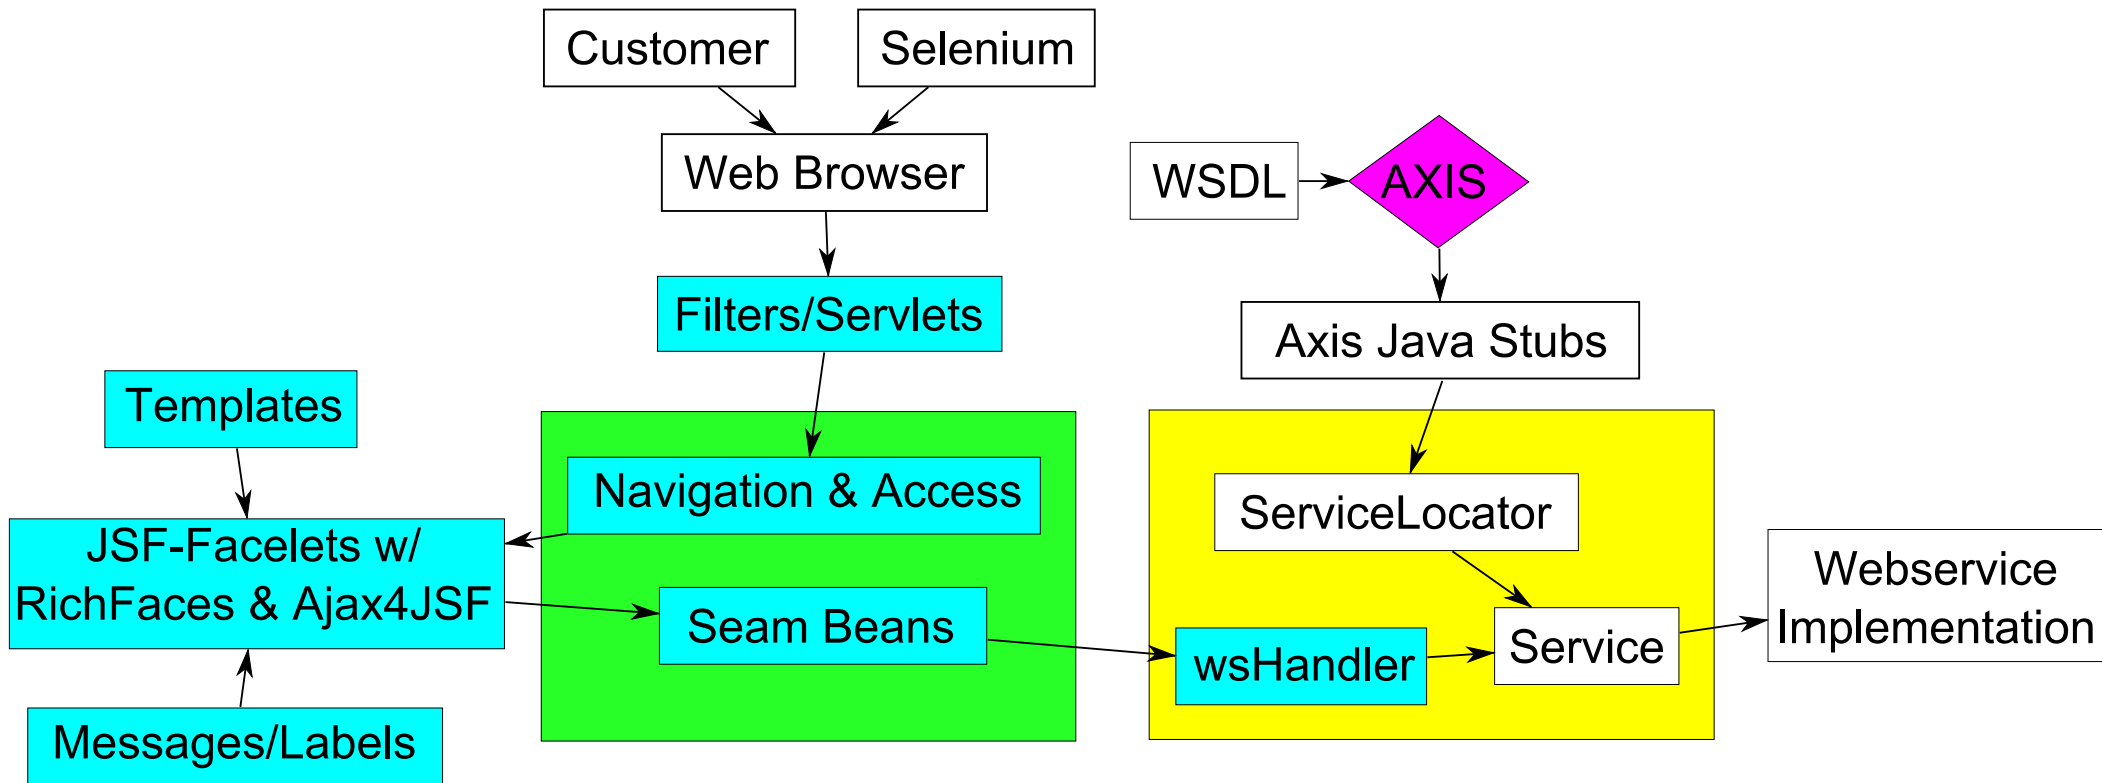 Customer
Selenium
Web Browser
WSDL
AXIS
Filters/Servlets
Axis Java Stubs
Templates
Navigation & Access
ServiceLocator
JSF-Facelets w/
RichFaces & Ajax4JSF
Webservice
Implementation
Seam Beans
wsHandler
Service
Messages/Labels